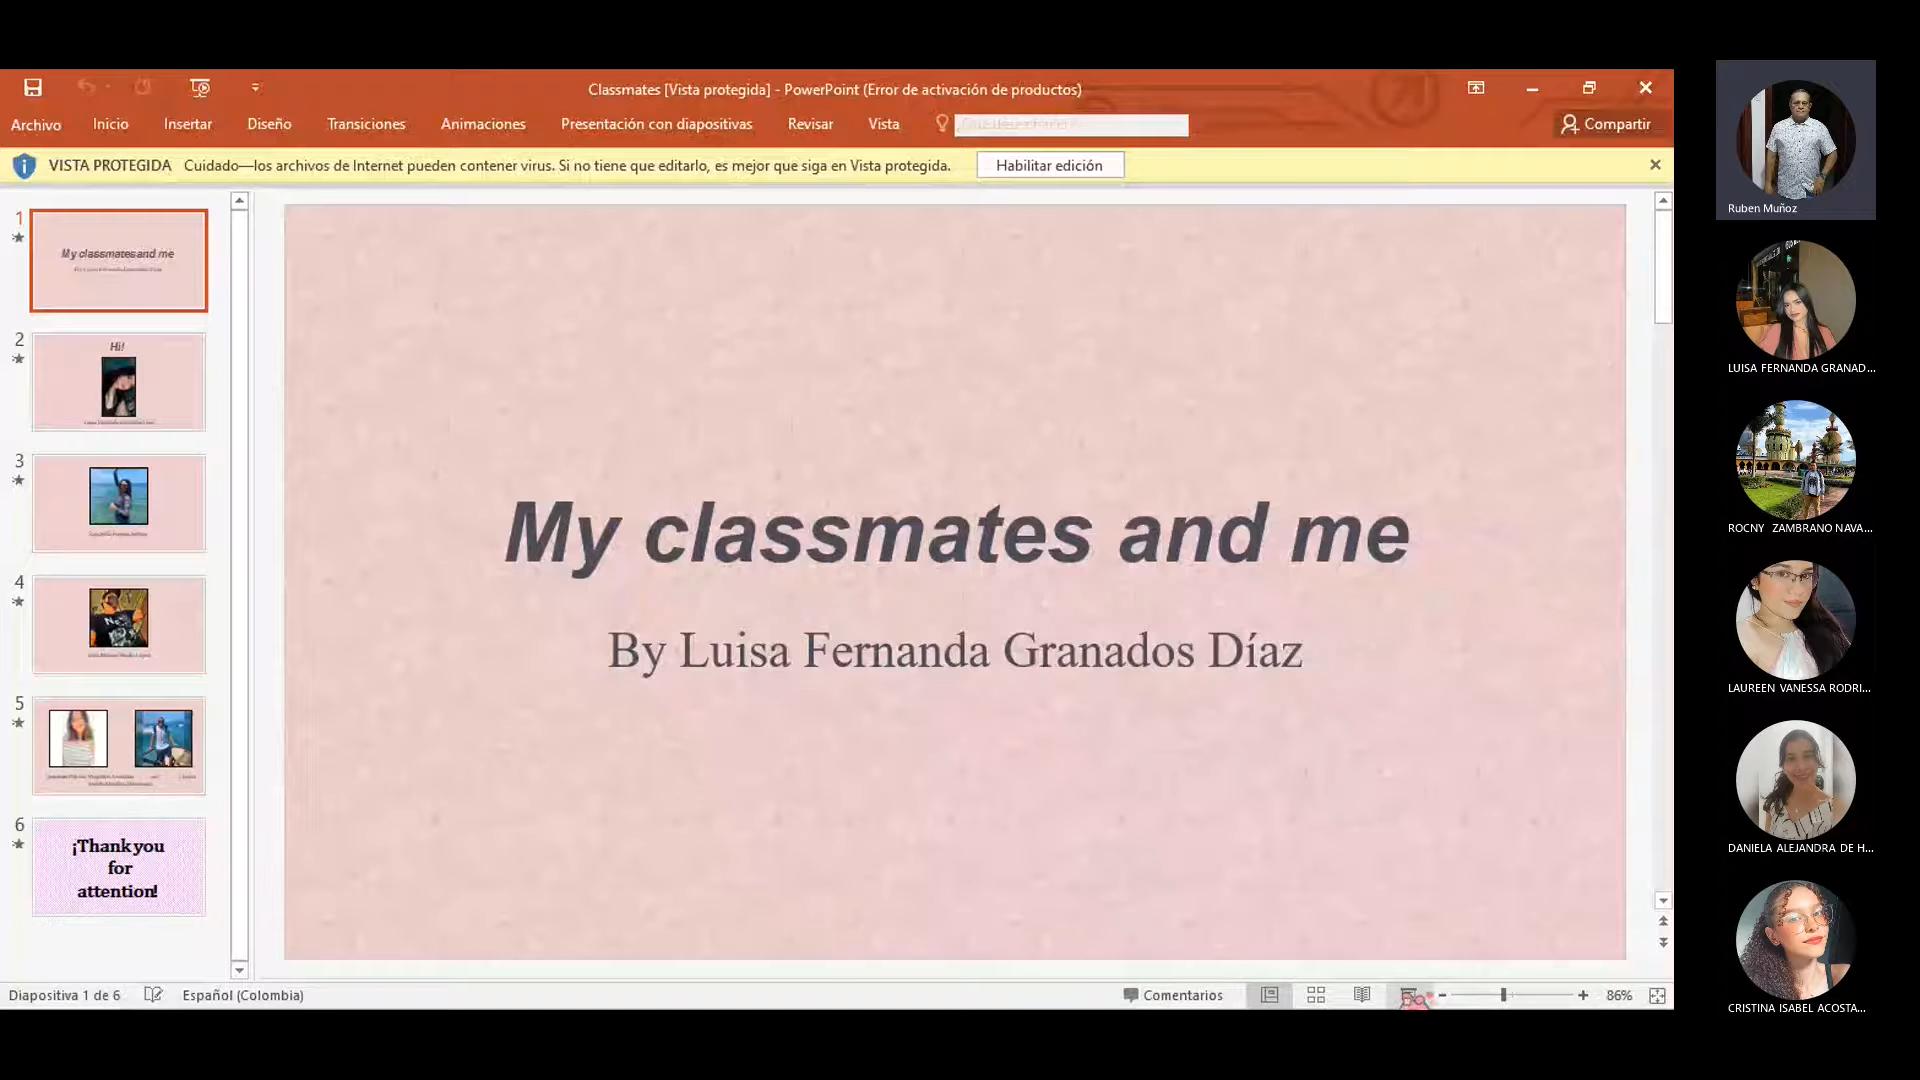 Classmates [Vista protegida] - PowerPoint (Error de activación de productos)
Archivo Inicio Insertar Diseño Transiciones Animaciones Presentación con diapositivas Revisar Vista Compartir
VISTA PROTEGIDA Cuidado—los archivos de Internet pueden contener virus. Si no tiene que editarlo, es mejor que siga en Vista protegida. Habilitar edición
1
My classmates and me
2
Hi!
3
4
5
6
¡Thank you
for
attention!
My classmates and me
By Luisa Fernanda Granados Díaz
Diapositiva 1 de 6 Español (Colombia) Comentarios 86%
Ruben Muñoz
LUISA FERNANDA GRANAD...
ROCNY ZAMBRANO NAVA...
LAUREEN VANESSA RODRI...
DANIELA ALEJANDRA DE H...
CRISTINA ISABEL ACOSTA...